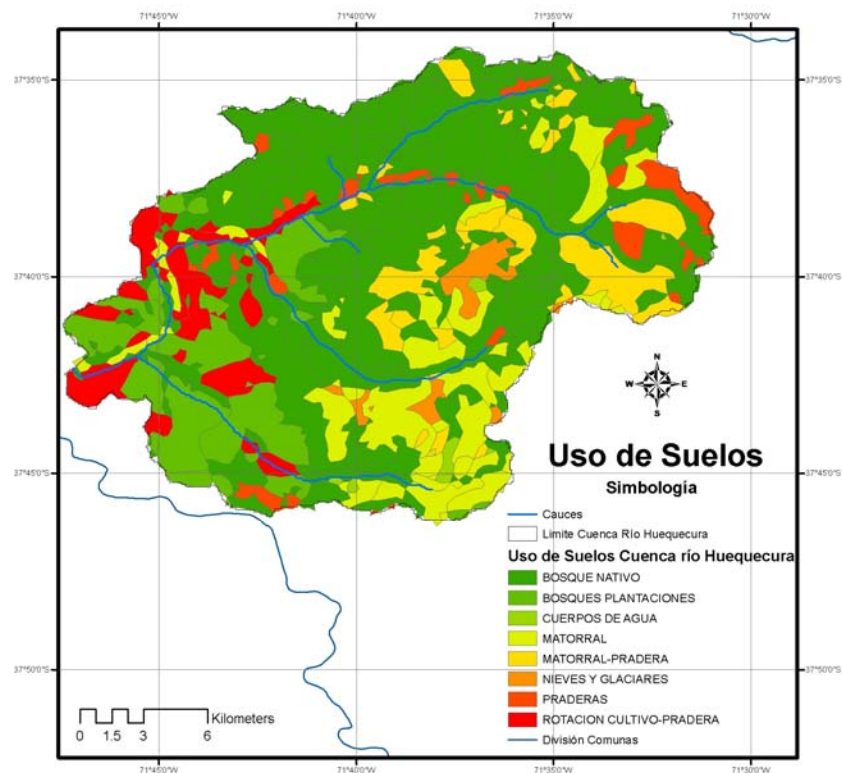 71°45'0"W 71°40'0"W 71°35'0"W 71°30'0"W
37°35'0"S 37°35'0"S
37°40'0"S 37°40'0"S
N
W E
S
Uso de Suelos
37°45'0"S 37°45'0"S
Simbología
Cauces
Limite Cuenca Río Huequecura
Uso de Suelos Cuenca río Huequecura
BOSQUE NATIVO
BOSQUES PLANTACIONES
CUERPOS DE AGUA
MATORRAL
MATORRAL-PRADERA
37°50'0"S 37°50'0"S
NIEVES Y GLACIARES
PRADERAS
ROTACION CULTIVO-PRADERA
División Comunas
Kilometers
0 1.5 3 6
71°45'0"W 71°40'0"W 71°35'0"W 71°30'0"W